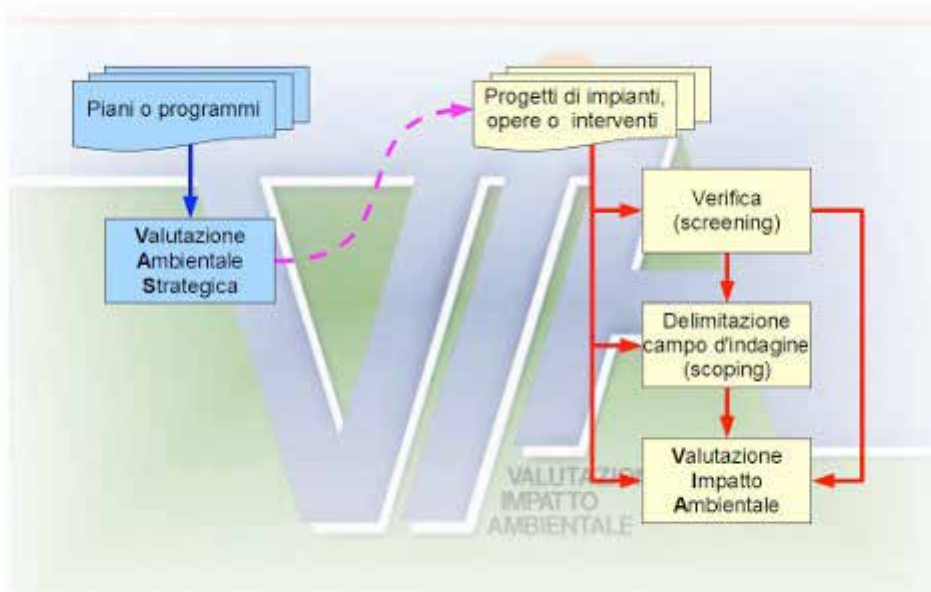 Piani o programmi
Valutazione
Ambientale
Strategica
Progetti di impianti,
opere o interventi
Verifica
(screening)
Delimitazione
campo d'indagine
(scoping)
Valutazione
Impatto
Ambientale
VIA
VALUTAZION
IMPATTO
AMBIENTALE